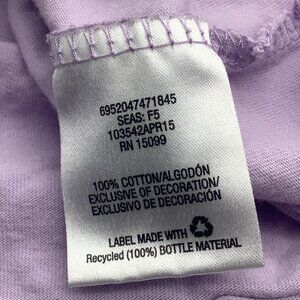 6952047471845
SEAS: F5
103542APR15
RN 15099
100% COTTON/ALGODÓN
EXCLUSIVE OF DECORATION/
EXCLUSIVO DE DECORACIÓN
LABEL MADE WITH
Recycled (100%) BOTTLE MATERIAL